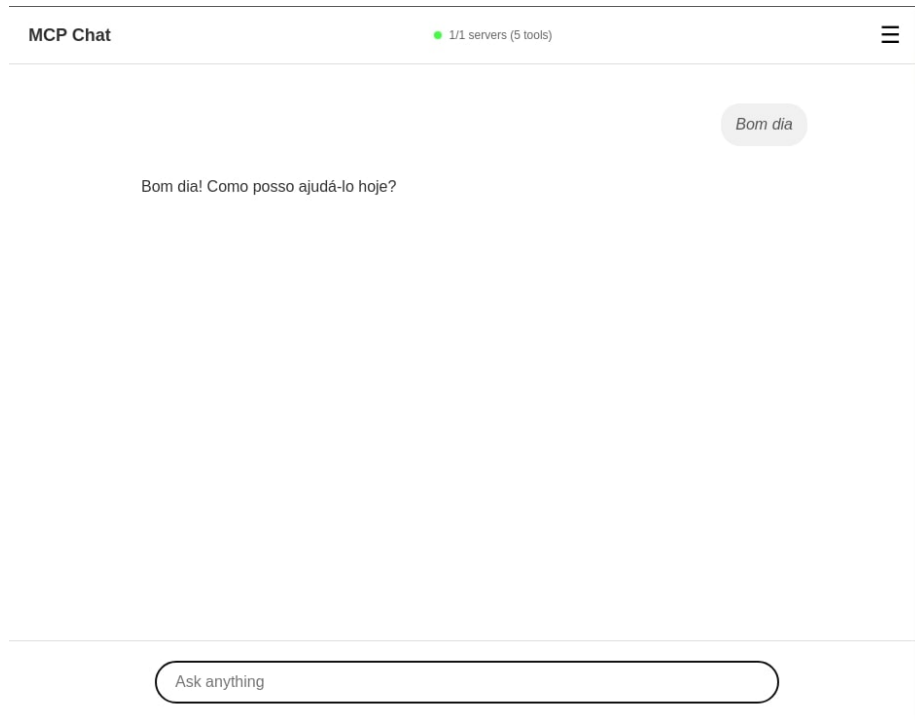 MCP Chat
1/1 servers (5 tools)
Bom dia
Bom dia! Como posso ajudá-lo hoje?
Ask anything